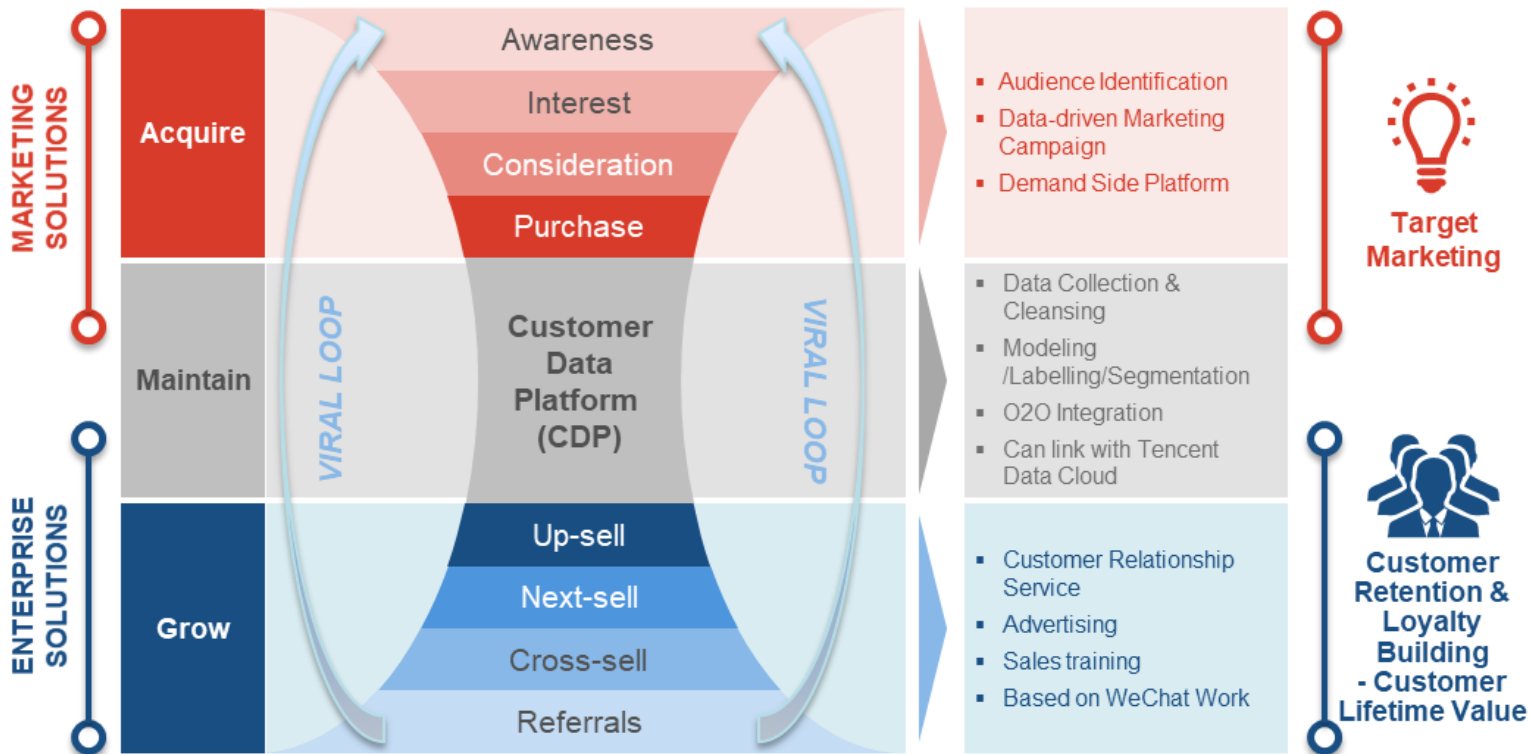 MARKETING
SOLUTIONS
Acquire
Awareness
Interest
Consideration
Purchase
▪ Audience Identification
▪ Data-driven Marketing
Campaign
▪ Demand Side Platform
Target
Marketing
Maintain
VIRAL LOOP
Customer
Data
Platform
(CDP)
VIRAL LOOP
▪ Data Collection &
Cleansing
▪ Modeling
/Labelling/Segmentation
▪ O2O Integration
▪ Can link with Tencent
Data Cloud
ENTERPRISE
SOLUTIONS
Grow
Up-sell
Next-sell
Cross-sell
Referrals
▪ Customer Relationship
Service
▪ Advertising
▪ Sales training
▪ Based on WeChat Work
Customer
Retention &
Loyalty
Building
- Customer
Lifetime Value